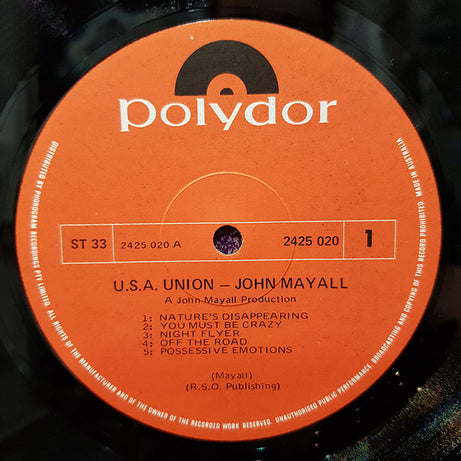 polydor
ST 33
2425 020 A
2425 020
1
U.S.A. UNION – JOHN MAYALL
A John Mayall Production
1: NATURE'S DISAPPEARING
2: YOU MUST BE CRAZY
3: NIGHT FLYER
4: OFF THE ROAD
5: POSSESSIVE EMOTIONS
(Mayall)
(R.S.O. Publishing)
DISTRIBUTED BY PHONOGRAM RECORDINGS PTY LIMITED. ALL RIGHTS OF THE MANUFACTURER AND OF THE OWNER OF THE RECORDED WORK RESERVED. UNAUTHORISED PUBLIC PERFORMANCE, BROADCASTING AND COPYING OF THIS RECORD PROHIBITED. MADE IN AUSTRALIA